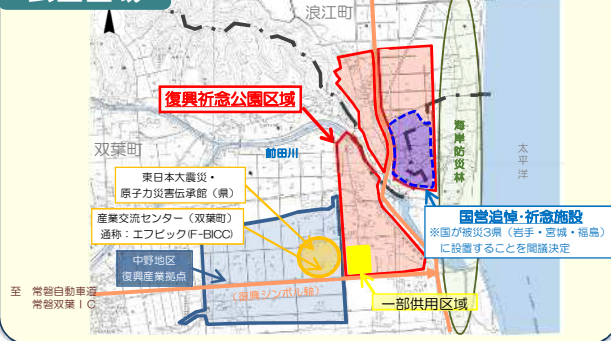 浪江町
復興祈念公園区域
双葉町
前田川
海岸防災林
太平洋
東日本大震災・
原子力災害伝承館（県）
産業交流センター（双葉町）
通称：エフビック(F-BICC)
国営追悼・祈念施設
※国が被災3県（岩手・宮城・福島）
に設置することを閣議決定
中野地区
復興産業拠点
至　常磐自動車道
常磐双葉ＩＣ
（復興シンボル軸）
一部供用区域